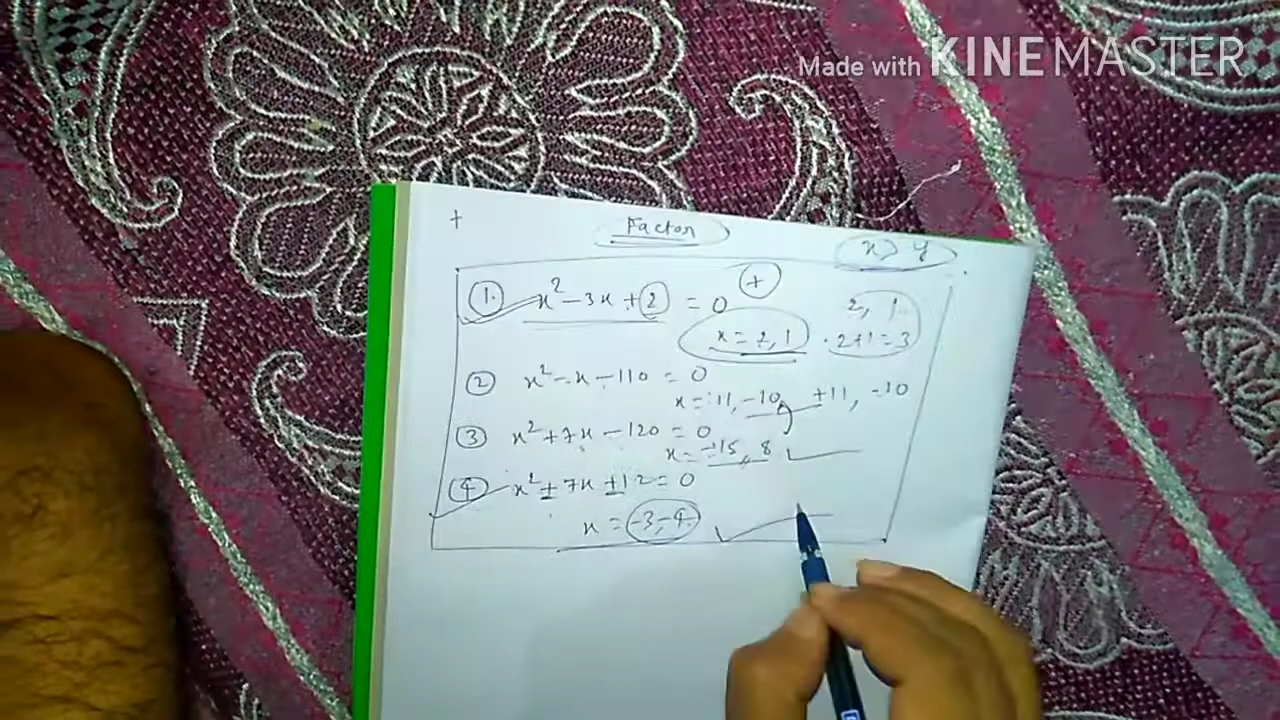 Made with KINEMASTER
+
Factor
x > y
① x² - 3x + 2 = 0
+
2, 1
x = 2, 1 . 2+1 = 3
② x² - x - 110 = 0
x = 11, -10 +11, -10
③ x² + 7x - 120 = 0
x = -15, 8
④ x² + 7x + 12 = 0
x = -3, -4